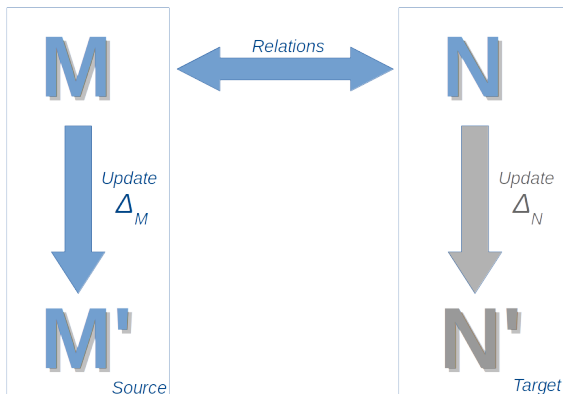 Relations
M
N
Update
Δ_M
Update
Δ_N
M'
N'
Source
Target